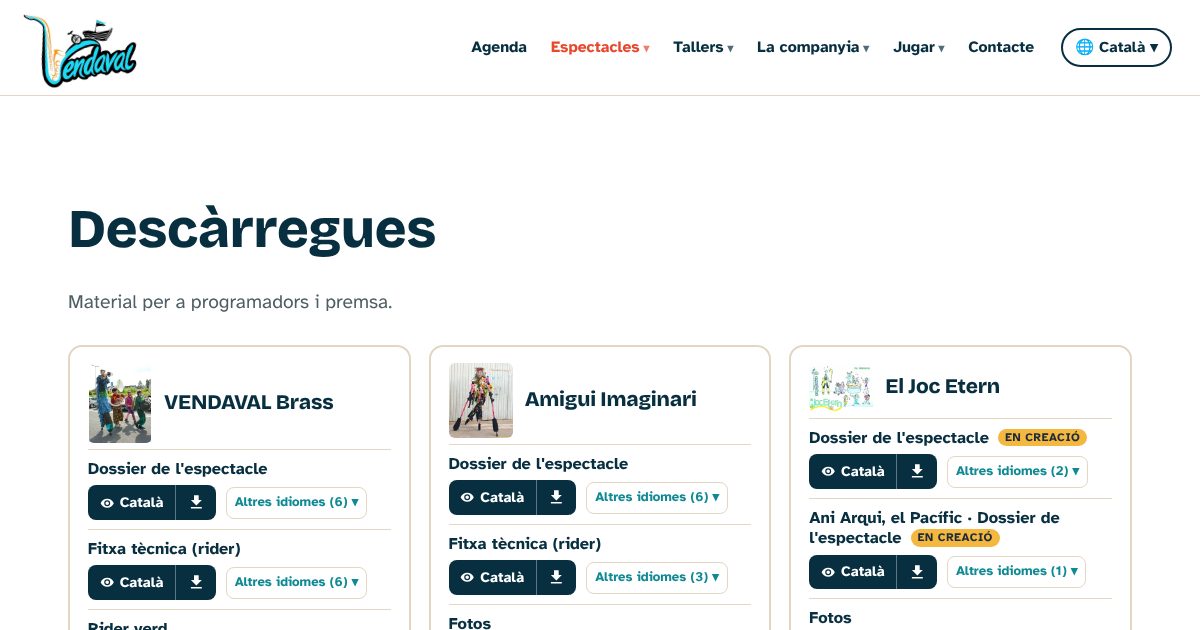 Vendaval
Agenda
Espectacles ▾
Tallers ▾
La companyia ▾
Jugar ▾
Contacte
🌐 Català ▾
Descàrregues
Material per a programadors i premsa.
VENDAVAL Brass
Dossier de l'espectacle
Català
Altres idiomes (6) ▾
Fitxa tècnica (rider)
Català
Altres idiomes (6) ▾
Rider verd
Amigui Imaginari
Dossier de l'espectacle
Català
Altres idiomes (6) ▾
Fitxa tècnica (rider)
Català
Altres idiomes (3) ▾
Fotos
El Joc Etern
Dossier de l'espectacle EN CREACIÓ
Català
Altres idiomes (2) ▾
Ani Arqui, el Pacífic · Dossier de
l'espectacle EN CREACIÓ
Català
Altres idiomes (1) ▾
Fotos